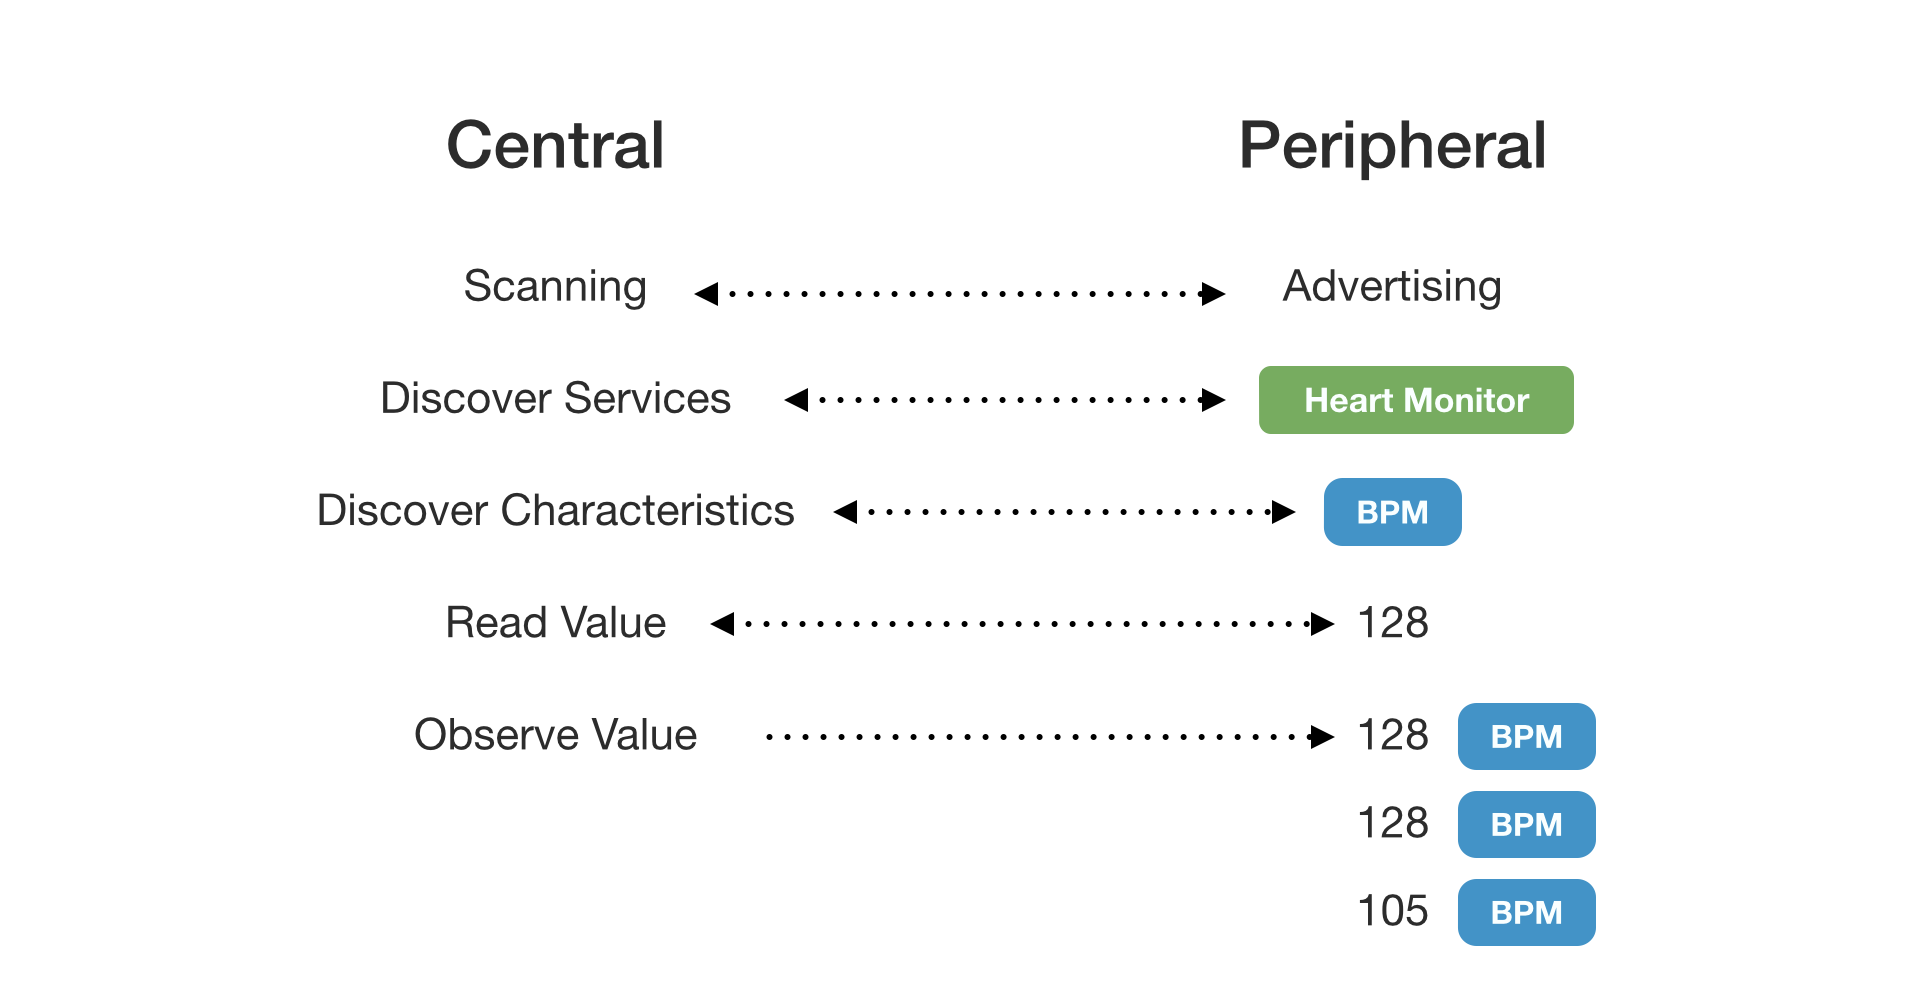 Central Peripheral
Scanning Advertising
Discover Services Heart Monitor
Discover Characteristics BPM
Read Value 128
Observe Value 128 BPM
128 BPM
105 BPM